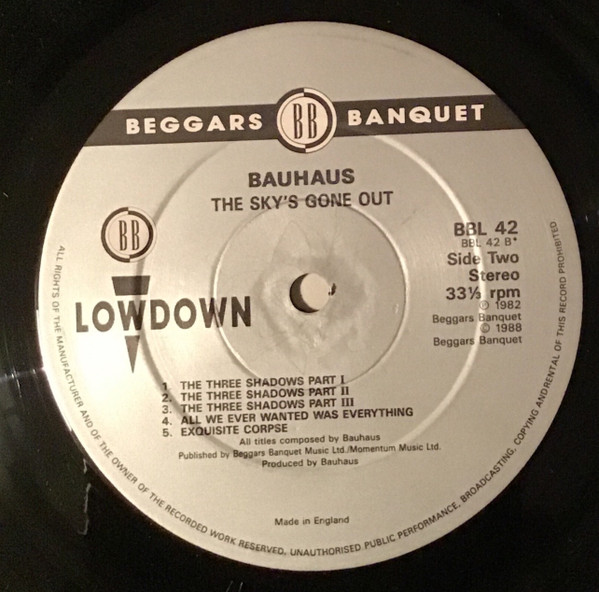 BEGGARS BB BANQUET
BAUHAUS
THE SKY'S GONE OUT
BB
LOWDOWN
BBL 42
BBL 42 B*
Side Two
Stereo
33⅓ rpm
℗ 1982
Beggars Banquet
© 1988
Beggars Banquet
1. THE THREE SHADOWS PART I
2. THE THREE SHADOWS PART II
3. THE THREE SHADOWS PART III
4. ALL WE EVER WANTED WAS EVERYTHING
5. EXQUISITE CORPSE
All titles composed by Bauhaus
Published by Beggars Banquet Music Ltd./Momentum Music Ltd.
Produced by Bauhaus
Made in England
ALL RIGHTS OF THE MANUFACTURER AND OF THE OWNER OF THE RECORDED WORK RESERVED. UNAUTHORISED PUBLIC PERFORMANCE, BROADCASTING, COPYING AND RENTAL OF THIS RECORD PROHIBITED